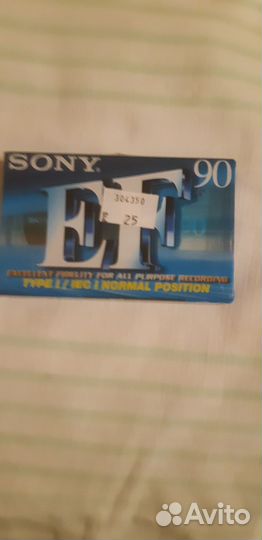 SONY
90
EF
304350
25
EXCELLENT FIDELITY FOR ALL PURPOSE RECORDING
TYPE I / IEC I NORMAL POSITION
Avito